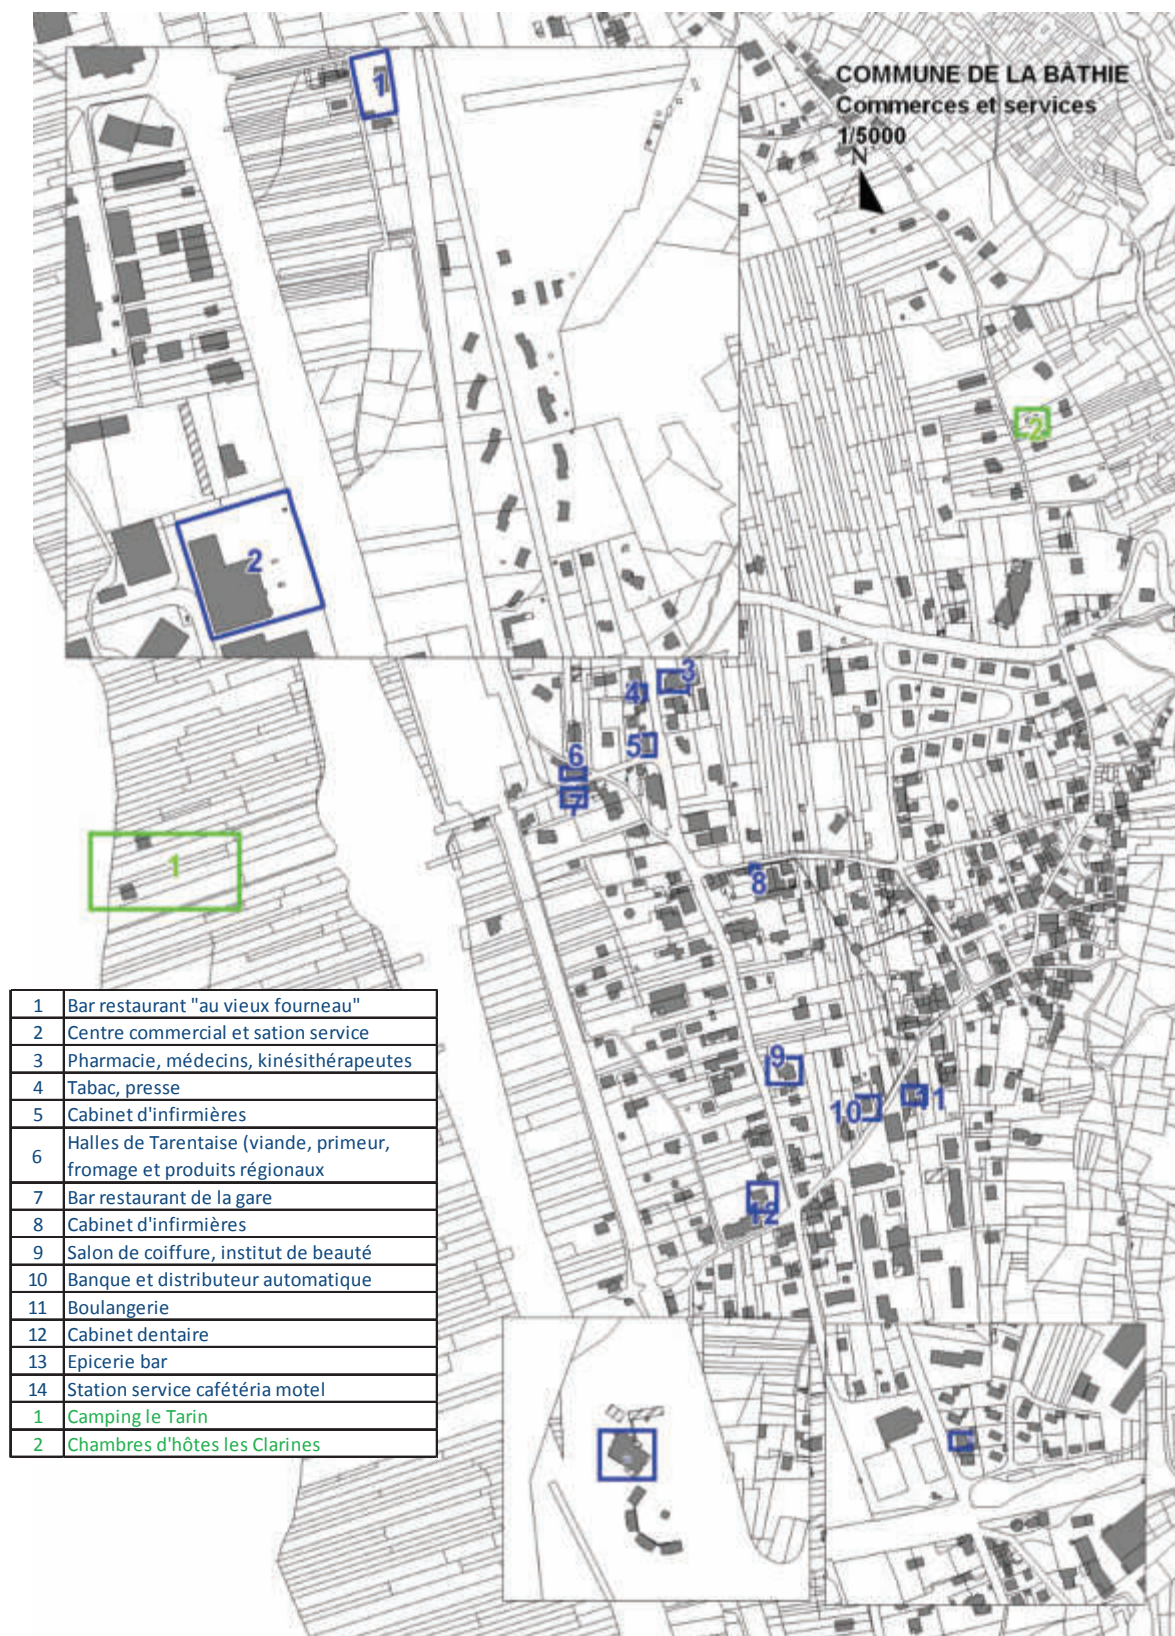 COMMUNE DE LA BÂTHIE
Commerces et services
1/5000
N
1
2
2
3
4
5
6
7
1
8
9
10
11
12
1 Bar restaurant "au vieux fourneau"
2 Centre commercial et sation service
3 Pharmacie, médecins, kinésithérapeutes
4 Tabac, presse
5 Cabinet d'infirmières
6 Halles de Tarentaise (viande, primeur,
fromage et produits régionaux
7 Bar restaurant de la gare
8 Cabinet d'infirmières
9 Salon de coiffure, institut de beauté
10 Banque et distributeur automatique
11 Boulangerie
12 Cabinet dentaire
13 Epicerie bar
14 Station service cafétéria motel
1 Camping le Tarin
2 Chambres d'hôtes les Clarines